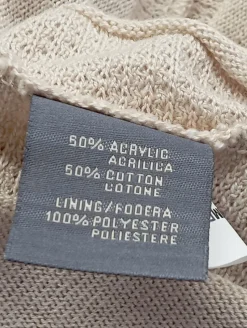 50% ACRYLIC
ACRILICA
50% COTTON
COTONE
LINING/FODERA
100% POLYESTER
POLIESTERE